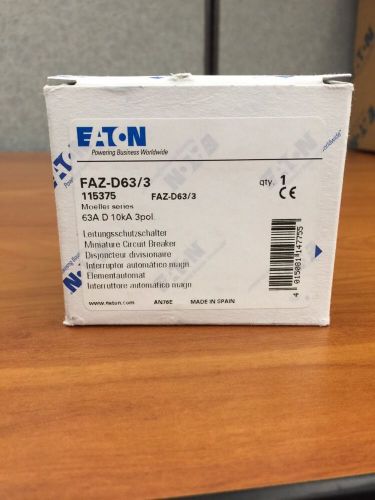 EATON
Powering Business Worldwide
FAZ-D63/3
115375 FAZ-D63/3
qty. 1
CE
Moeller series
63A D 10kA 3pol.
Leitungsschutzschalter
Miniature Circuit Breaker
Disjoncteur divisionaire
Interruptor automático magn.
Elementautomat
Interruttore automático magn
www.eaton.com AN76E MADE IN SPAIN
4 015081 147755